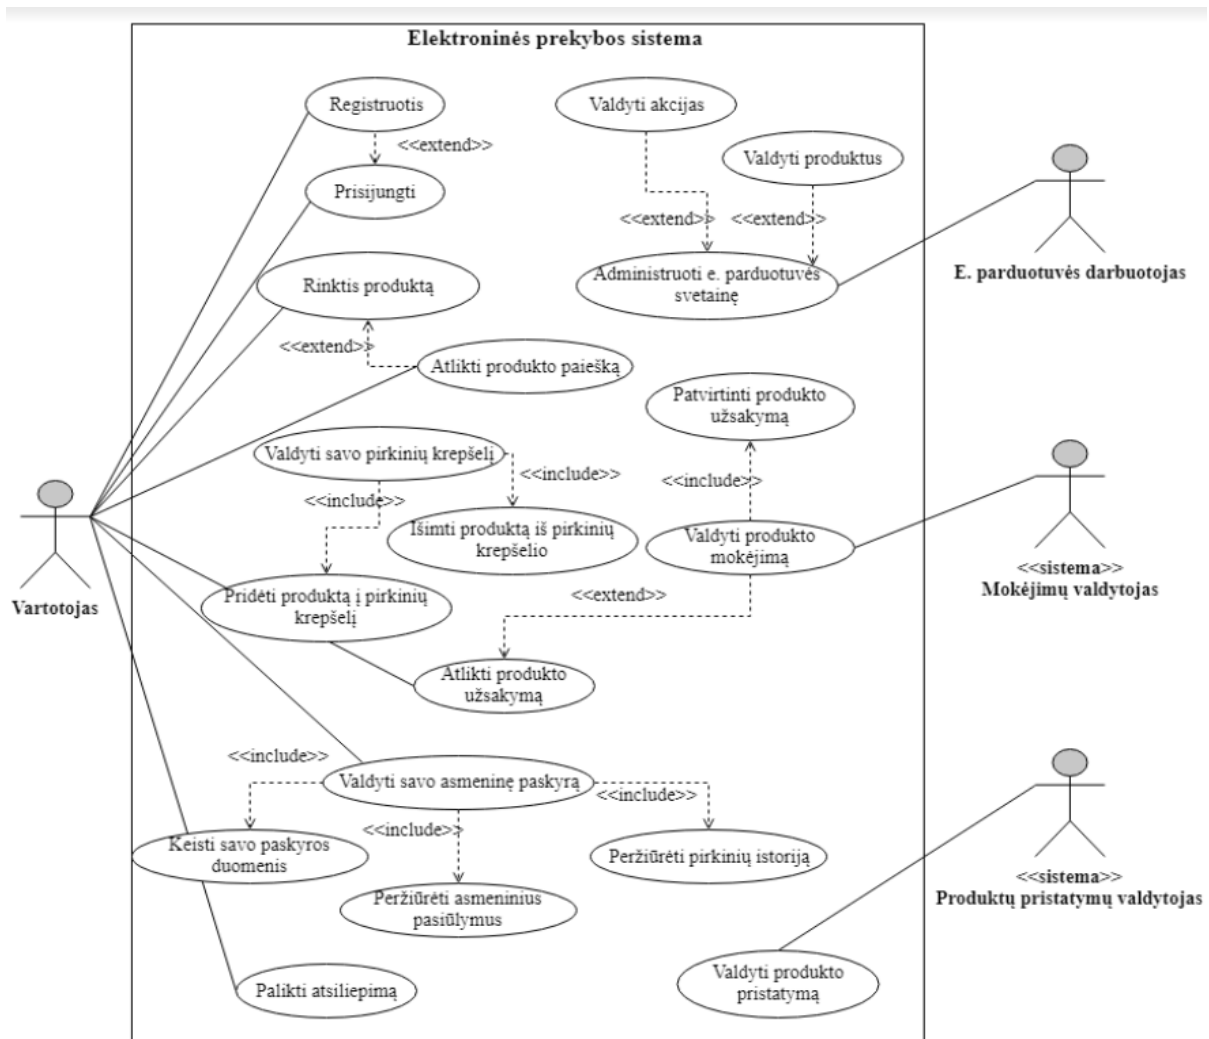 Elektroninės prekybos sistema
Registruotis
Valdyti akcijas
<<extend>>
Valdyti produktus
Prisijungti
<<extend>>
<<extend>>
Rinktis produktą
Administruoti e. parduotuvės
svetainę
E. parduotuvės darbuotojas
<<extend>>
Atlikti produkto paiešką
Patvirtinti produkto
užsakymą
Valdyti savo pirkinių krepšelį
<<include>>
<<include>>
<<include>>
Išimti produktą iš pirkinių
krepšelio
Valdyti produkto
mokėjimą
<<sistema>>
Mokėjimų valdytojas
Vartotojas
Pridėti produktą į pirkinių
krepšelį
<<extend>>
Atlikti produkto
užsakymą
<<include>>
Valdyti savo asmeninę paskyrą
<<include>>
<<include>>
Keisti savo paskyros
duomenis
Peržiūrėti pirkinių istoriją
<<sistema>>
Produktų pristatymų valdytojas
Peržiūrėti asmeninius
pasiūlymus
Palikti atsiliepimą
Valdyti produkto
pristatymą